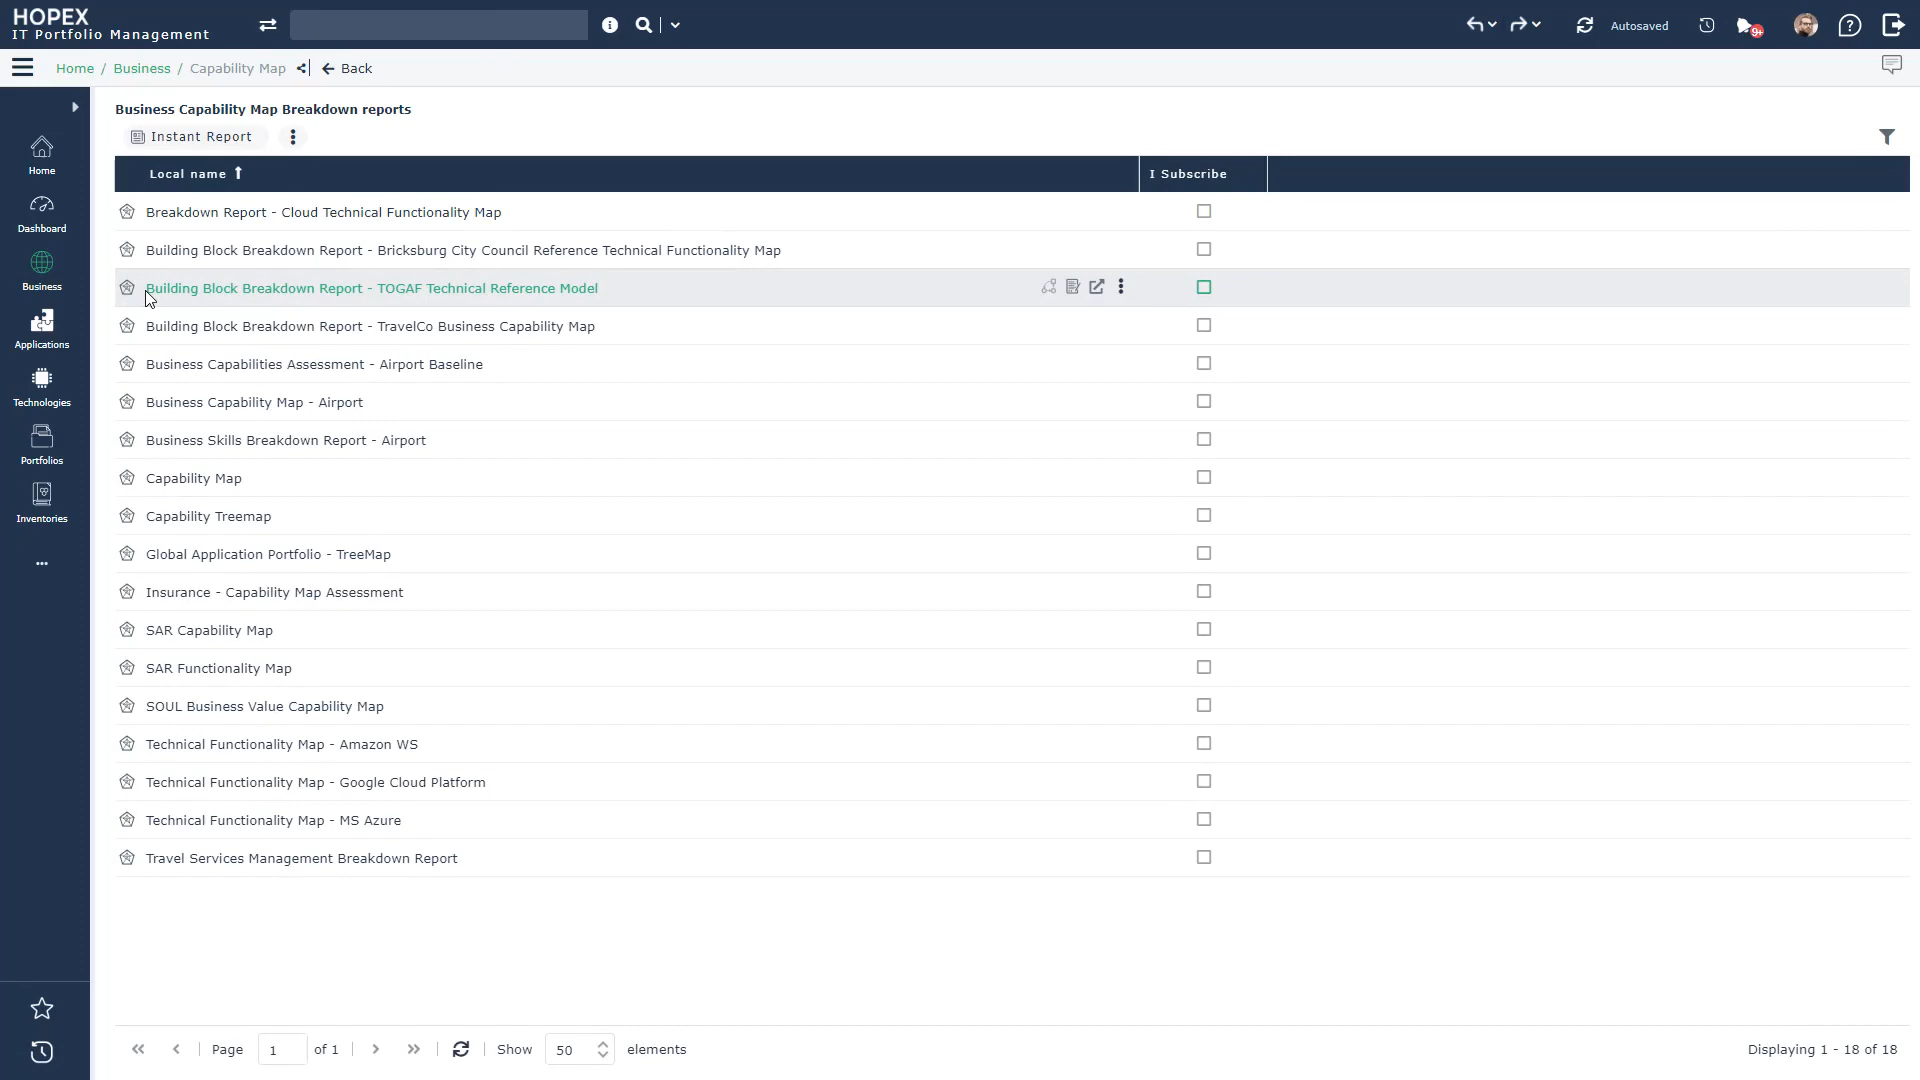 HOPEX
IT Portfolio Management
Autosaved
9+
Home / Business / Capability Map
Back
Business Capability Map Breakdown reports
Instant Report
Local name
I Subscribe
Home
Dashboard
Business
Applications
Technologies
Portfolios
Inventories
Breakdown Report - Cloud Technical Functionality Map
Building Block Breakdown Report - Bricksburg City Council Reference Technical Functionality Map
Building Block Breakdown Report - TOGAF Technical Reference Model
Building Block Breakdown Report - TravelCo Business Capability Map
Business Capabilities Assessment - Airport Baseline
Business Capability Map - Airport
Business Skills Breakdown Report - Airport
Capability Map
Capability Treemap
Global Application Portfolio - TreeMap
Insurance - Capability Map Assessment
SAR Capability Map
SAR Functionality Map
SOUL Business Value Capability Map
Technical Functionality Map - Amazon WS
Technical Functionality Map - Google Cloud Platform
Technical Functionality Map - MS Azure
Travel Services Management Breakdown Report
Page 1 of 1
Show 50 elements
Displaying 1 - 18 of 18